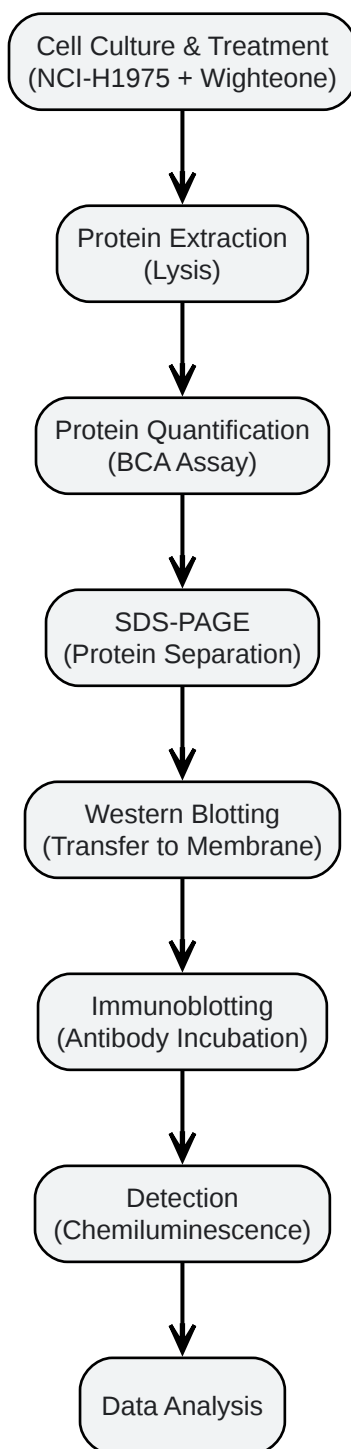 Cell Culture & Treatment
(NCI-H1975 + Wighteone)
Protein Extraction
(Lysis)
Protein Quantification
(BCA Assay)
SDS-PAGE
(Protein Separation)
Western Blotting
(Transfer to Membrane)
Immunoblotting
(Antibody Incubation)
Detection
(Chemiluminescence)
Data Analysis